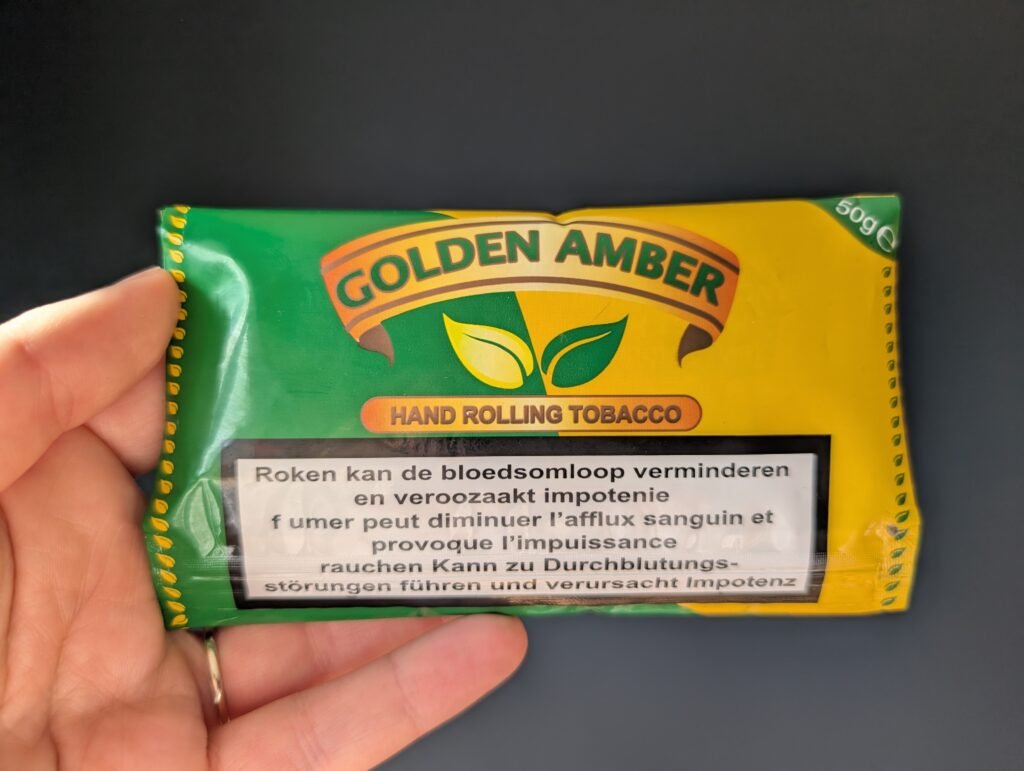 50g e
GOLDEN AMBER
HAND ROLLING TOBACCO
Roken kan de bloedsomloop verminderen
en veroozaakt impotenie
f umer peut diminuer l'afflux sanguin et
provoque l'impuissance
rauchen Kann zu Durchblutungs-
störungen führen und verursacht Impotenz